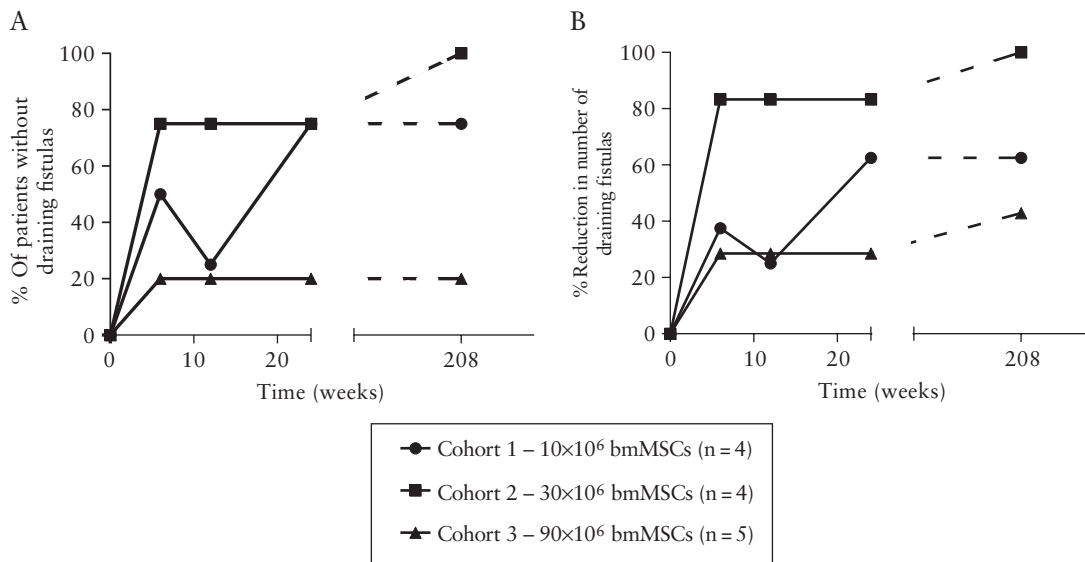 A
% Of patients without
draining fistulas
100
80
60
40
20
0
0
10
20
208
Time (weeks)
B
% Reduction in number of
draining fistulas
100
80
60
40
20
0
0
10
20
208
Time (weeks)
Cohort 1 – 10×10⁶ bmMSCs (n = 4)
Cohort 2 – 30×10⁶ bmMSCs (n = 4)
Cohort 3 – 90×10⁶ bmMSCs (n = 5)